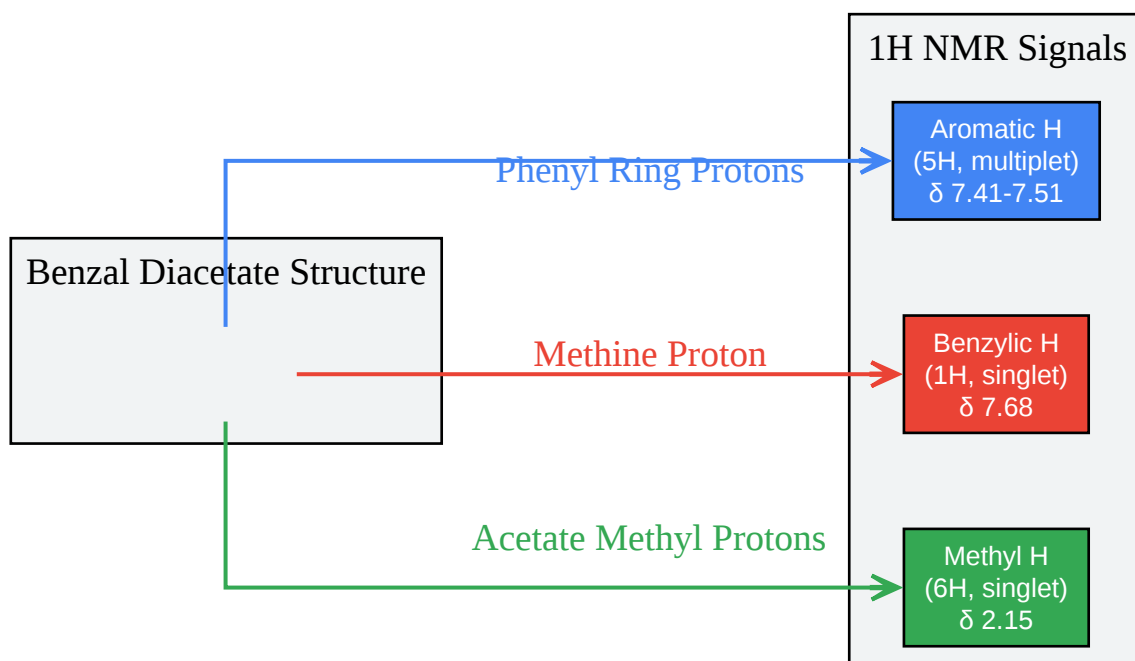 1H NMR Signals
Aromatic H
(5H, multiplet)
δ 7.41-7.51
Phenyl Ring Protons
Benzal Diacetate Structure
Benzylic H
(1H, singlet)
δ 7.68
Methine Proton
Acetate Methyl Protons
Methyl H
(6H, singlet)
δ 2.15